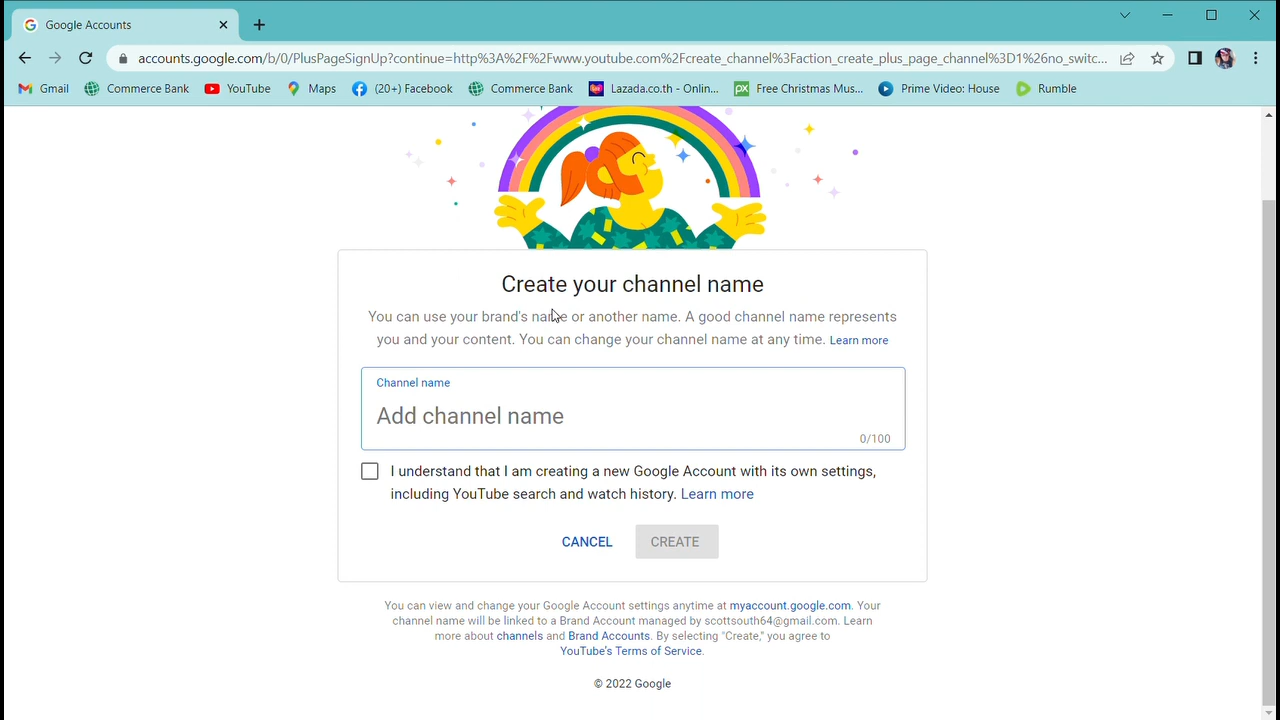 Google Accounts
accounts.google.com/b/0/PlusPageSignUp?continue=http%3A%2F%2Fwww.youtube.com%2Fcreate_channel%3Faction_create_plus_page_channel%3D1%26no_switc...
Gmail Commerce Bank YouTube Maps (20+) Facebook Commerce Bank Lazada.co.th - Onlin... Free Christmas Mus... Prime Video: House Rumble
Create your channel name
You can use your brand's name or another name. A good channel name represents
you and your content. You can change your channel name at any time. Learn more
Channel name
Add channel name
0/100
I understand that I am creating a new Google Account with its own settings,
including YouTube search and watch history. Learn more
CANCEL CREATE
You can view and change your Google Account settings anytime at myaccount.google.com. Your
channel name will be linked to a Brand Account managed by scottsouth64@gmail.com. Learn
more about channels and Brand Accounts. By selecting "Create," you agree to
YouTube's Terms of Service.
© 2022 Google